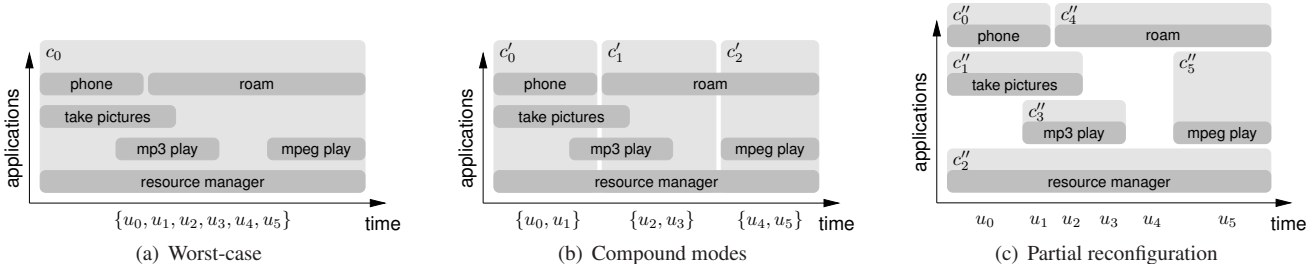 c₀
phone roam
take pictures
mp3 play mpeg play
resource manager
applications
{u₀, u₁, u₂, u₃, u₄, u₅} time
(a) Worst-case
c′₀ c′₁ c′₂
phone roam
take pictures
mp3 play mpeg play
resource manager
applications
{u₀, u₁} {u₂, u₃} {u₄, u₅} time
(b) Compound modes
c″₀ c″₄
phone roam
c″₁ c″₅
take pictures
c″₃
mp3 play mpeg play
c″₂
resource manager
applications
u₀ u₁ u₂ u₃ u₄ u₅ time
(c) Partial reconfiguration